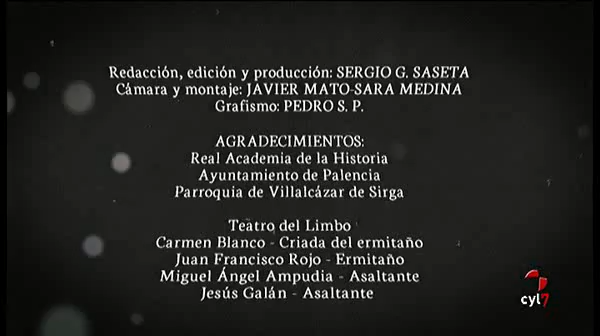 Redacción, edición y producción: SERGIO G. SASETA
Cámara y montaje: JAVIER MATO-SARA MEDINA
Grafismo: PEDRO S. P.
AGRADECIMIENTOS:
Real Academia de la Historia
Ayuntamiento de Palencia
Parroquia de Villalcázar de Sirga
Teatro del Limbo
Carmen Blanco - Criada del ermitaño
Juan Francisco Rojo - Ermitaño
Miguel Ángel Ampudia - Asaltante
Jesús Galán - Asaltante
cyl7